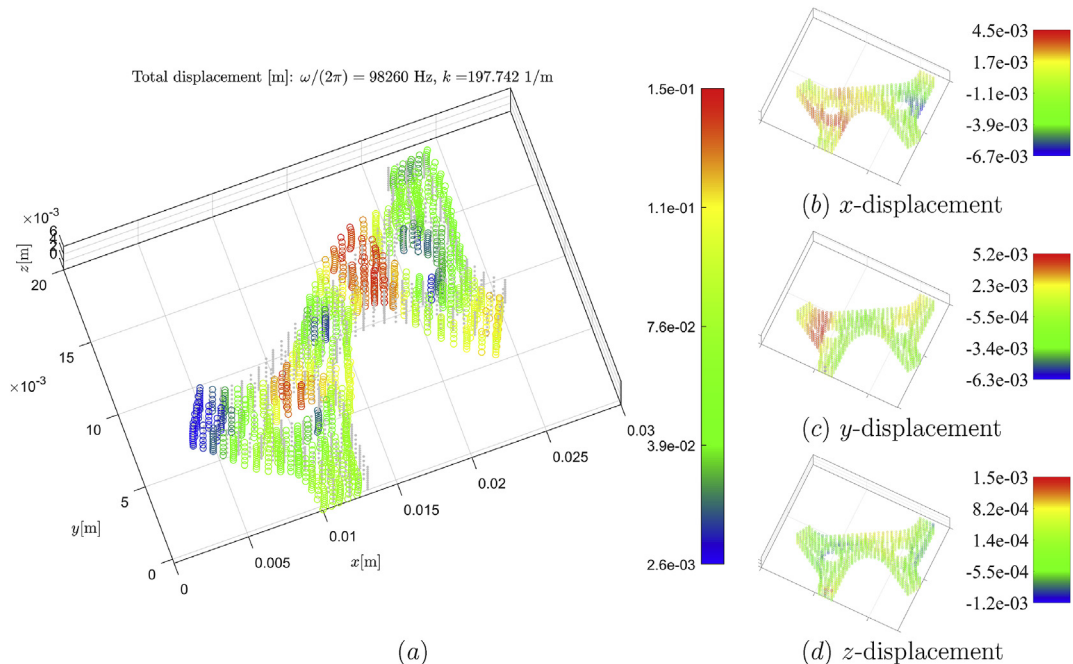 Total displacement [m]: ω/(2π) = 98260 Hz, k =197.742 1/m
×10⁻³
6
4
2
0
z[m]
20
15
×10⁻³
10
5
0
y[m]
0
0.005
0.01
0.015
0.02
0.025
0.03
x[m]
1.5e-01
1.1e-01
7.6e-02
3.9e-02
2.6e-03
(a)
4.5e-03
1.7e-03
-1.1e-03
-3.9e-03
-6.7e-03
(b) x-displacement
5.2e-03
2.3e-03
-5.5e-04
-3.4e-03
-6.3e-03
(c) y-displacement
1.5e-03
8.2e-04
1.4e-04
-5.5e-04
-1.2e-03
(d) z-displacement